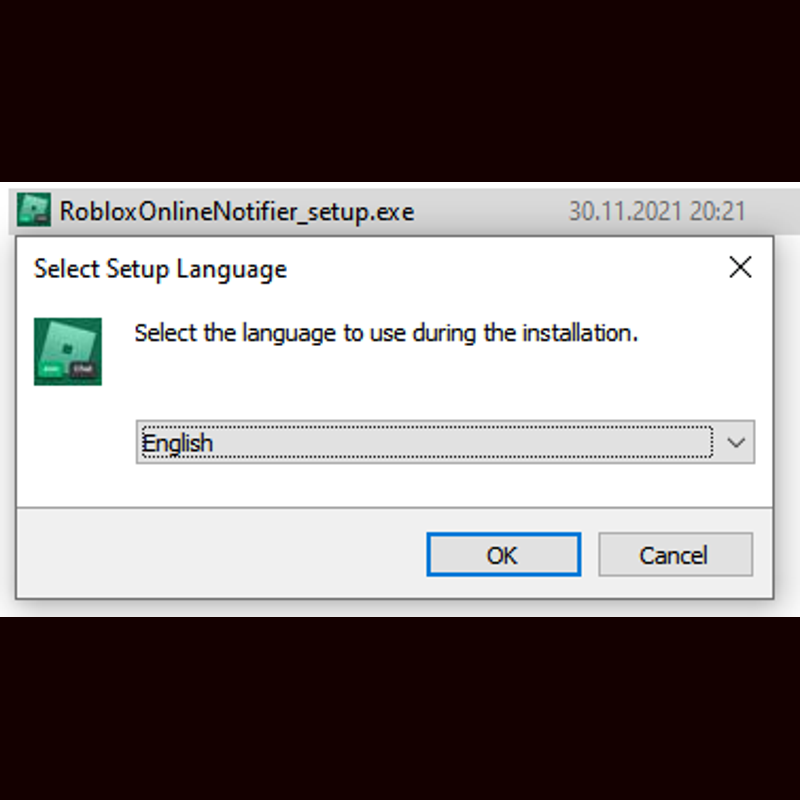 RobloxOnlineNotifier_setup.exe 30.11.2021 20:21
Select Setup Language
Select the language to use during the installation.
English
OK Cancel